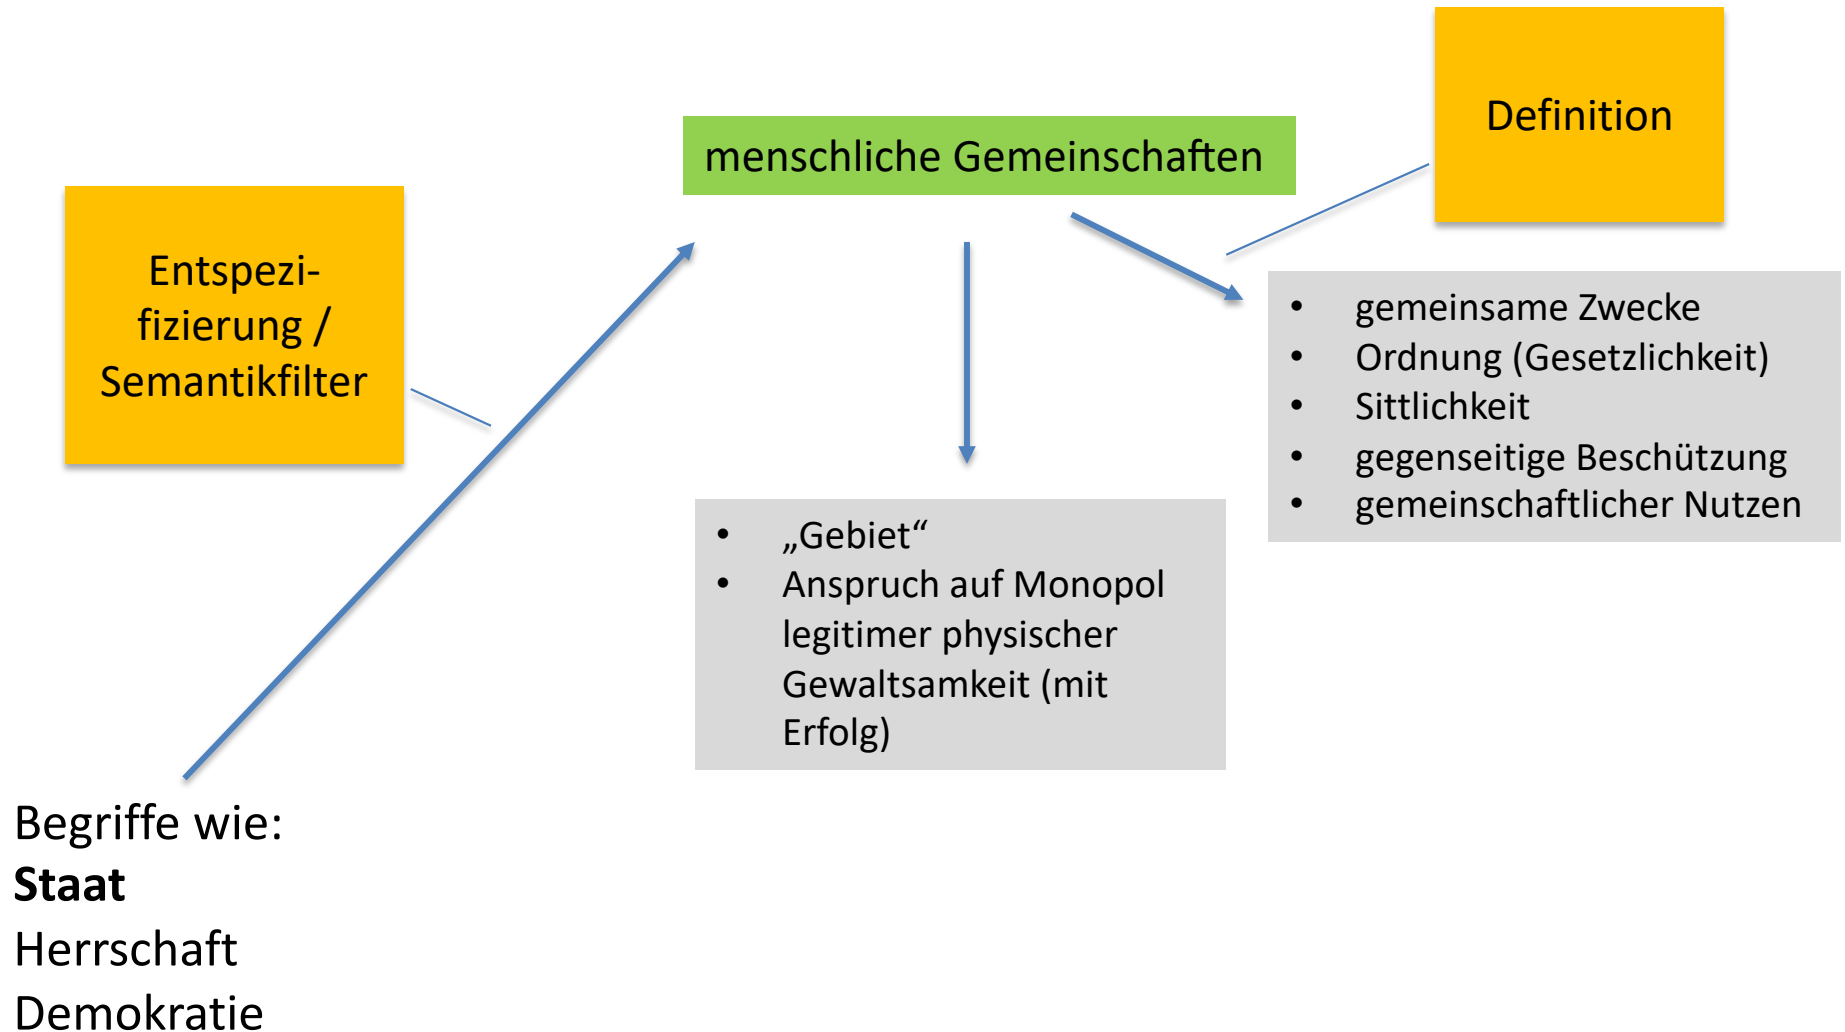 Definition
menschliche Gemeinschaften
Entspezi-
fizierung /
Semantikfilter
• gemeinsame Zwecke
• Ordnung (Gesetzlichkeit)
• Sittlichkeit
• gegenseitige Beschützung
• gemeinschaftlicher Nutzen
• „Gebiet“
• Anspruch auf Monopol
legitimer physischer
Gewaltsamkeit (mit
Erfolg)
Begriffe wie:
Staat
Herrschaft
Demokratie